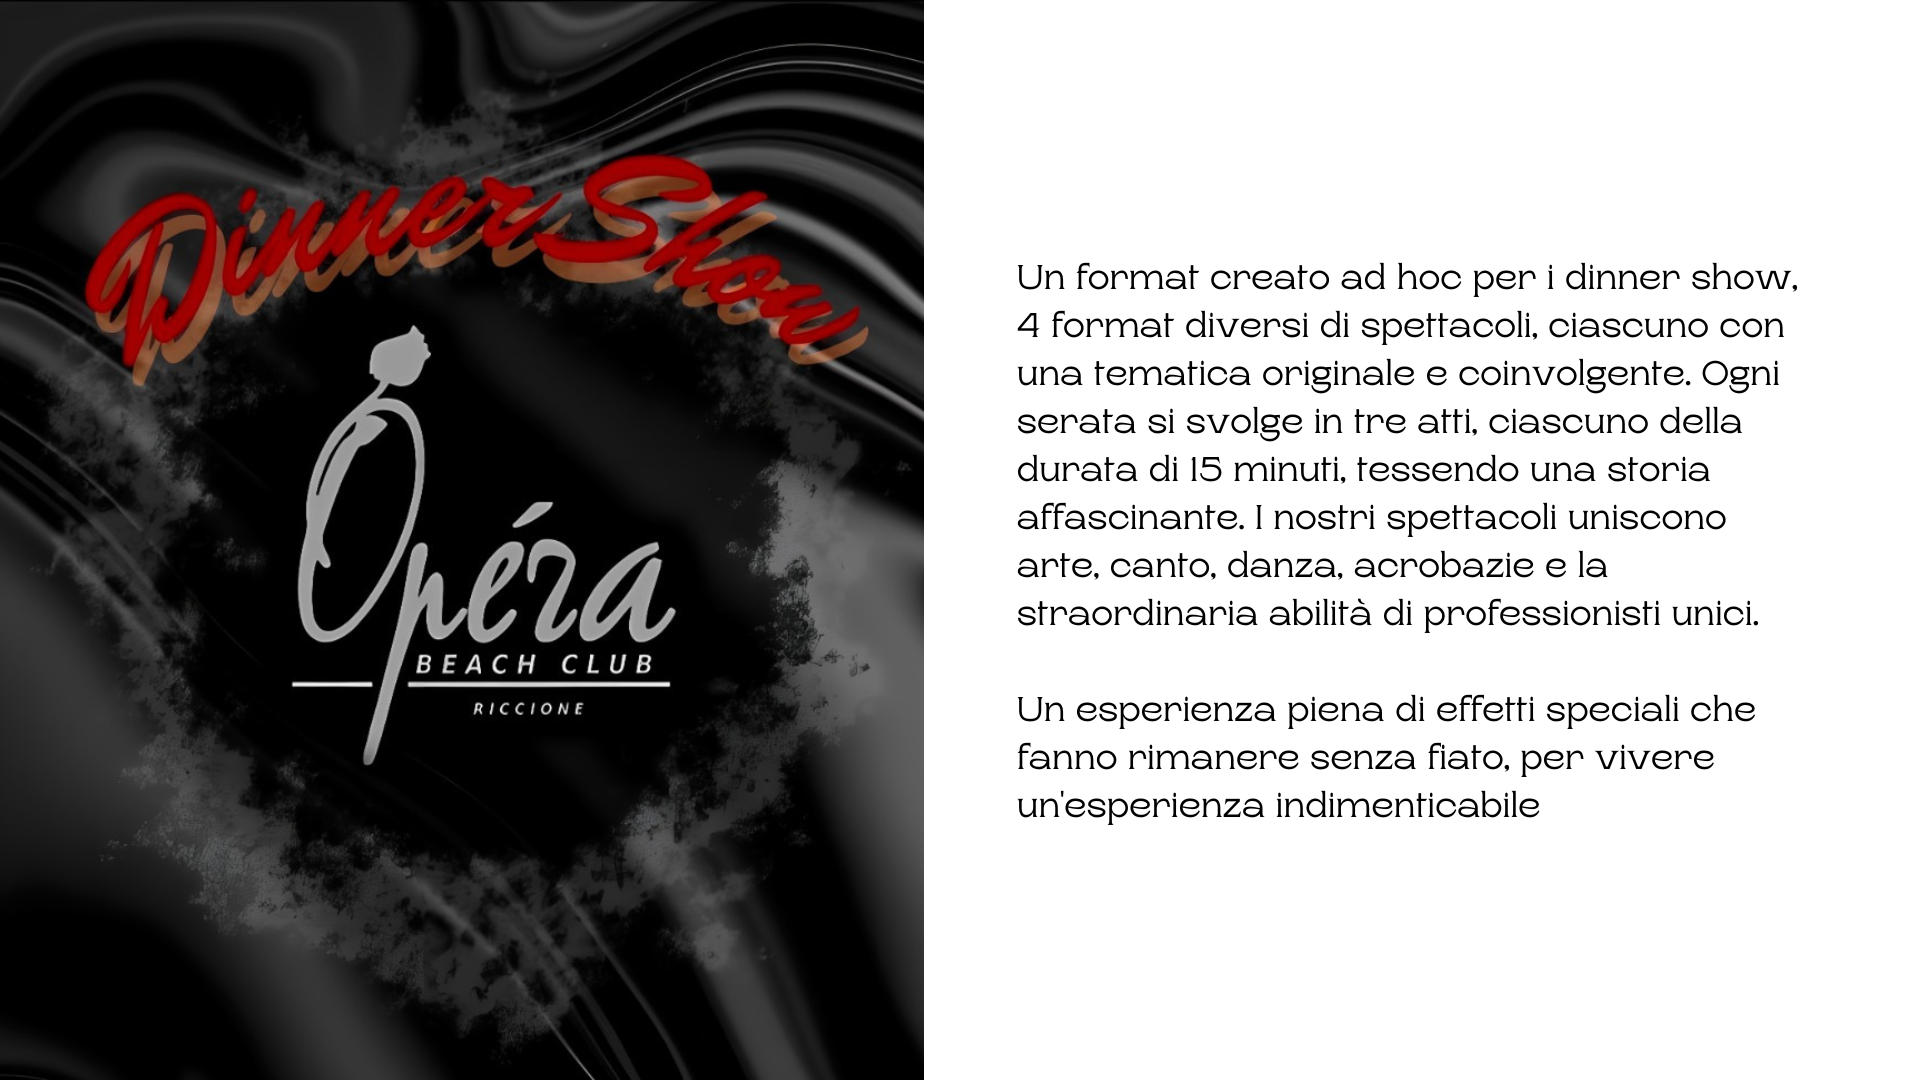 Dinner Show
Opéra
BEACH CLUB
RICCIONE
Un format creato ad hoc per i dinner show,
4 format diversi di spettacoli, ciascuno con
una tematica originale e coinvolgente. Ogni
serata si svolge in tre atti, ciascuno della
durata di 15 minuti, tessendo una storia
affascinante. I nostri spettacoli uniscono
arte, canto, danza, acrobazie e la
straordinaria abilità di professionisti unici.
Un esperienza piena di effetti speciali che
fanno rimanere senza fiato, per vivere
un'esperienza indimenticabile